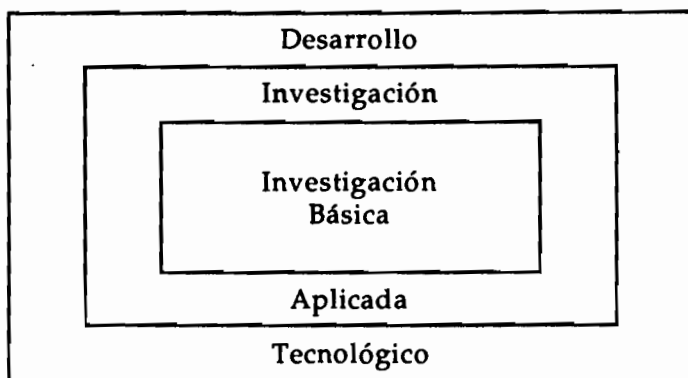 Desarrollo
Investigación
Investigación
Básica
Aplicada
Tecnológico